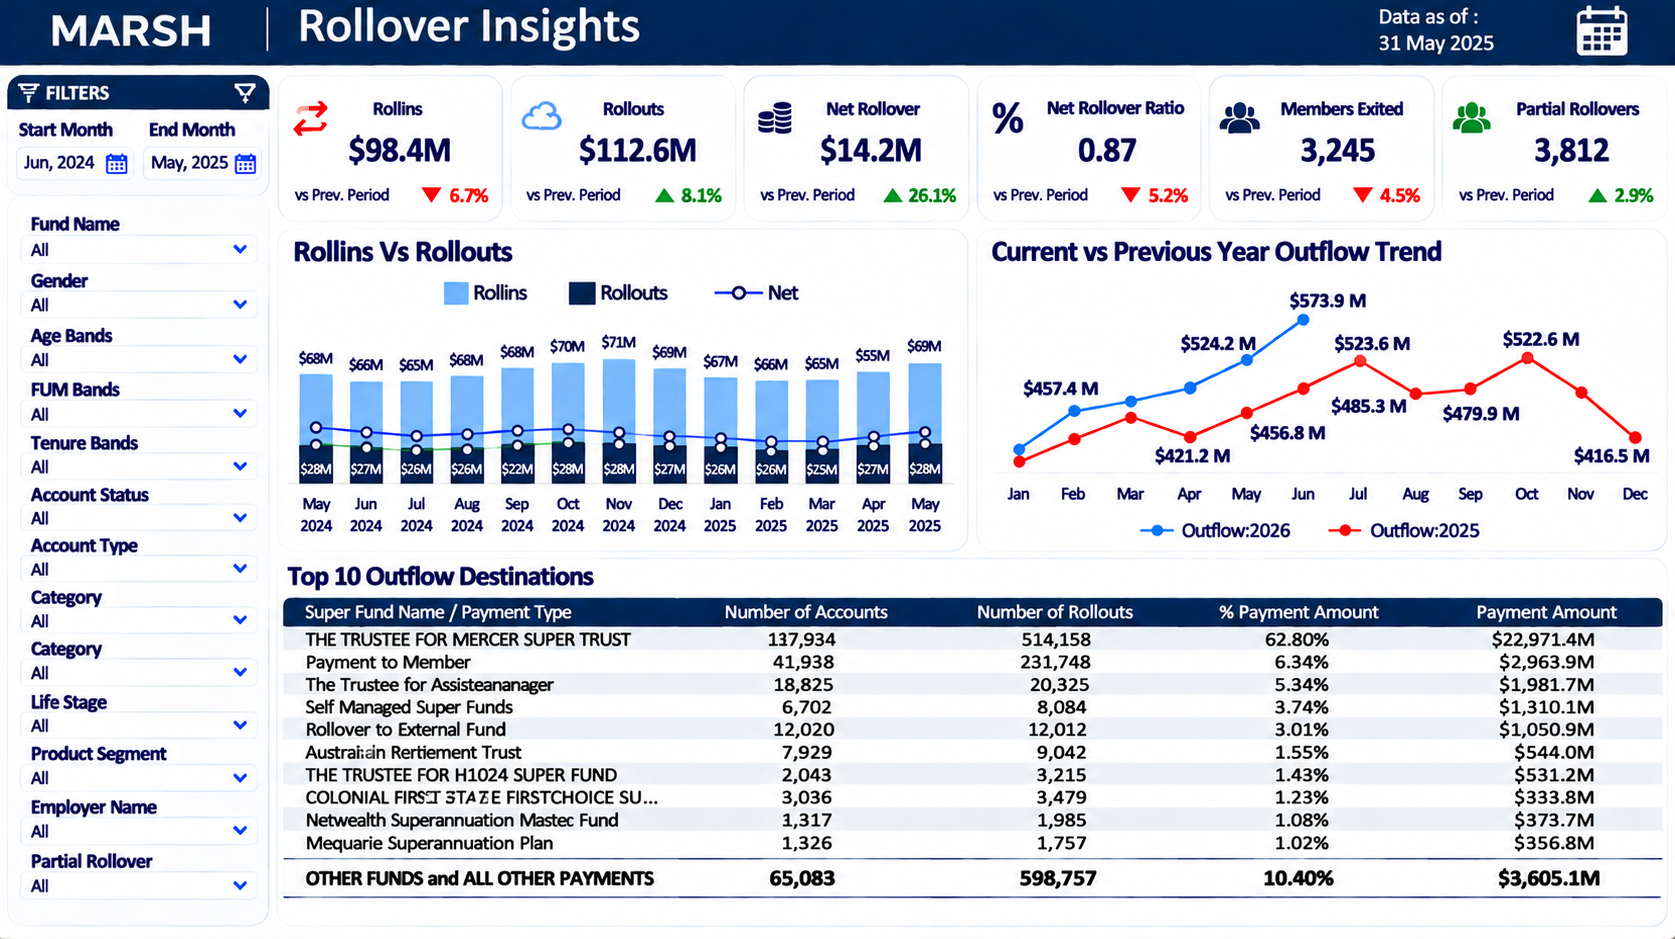 MARSH
Rollover Insights
Data as of :
31 May 2025
FILTERS
Start Month End Month
Jun, 2024 May, 2025
Fund Name
All
Gender
All
Age Bands
All
FUM Bands
All
Tenure Bands
All
Account Status
All
Account Type
All
Category
All
Category
All
Life Stage
All
Product Segment
All
Employer Name
All
Partial Rollover
All
Rollins
$98.4M
vs Prev. Period ▼ 6.7%
Rollouts
$112.6M
vs Prev. Period ▲ 8.1%
Net Rollover
$14.2M
vs Prev. Period ▲ 26.1%
% Net Rollover Ratio
0.87
vs Prev. Period ▼ 5.2%
Members Exited
3,245
vs Prev. Period ▼ 4.5%
Partial Rollovers
3,812
vs Prev. Period ▲ 2.9%
Rollins Vs Rollouts
Rollins Rollouts Net
$68M $66M $65M $68M $68M $70M $71M $69M $67M $66M $65M $55M $69M
$28M $27M $26M $26M $22M $28M $28M $27M $26M $26M $25M $27M $28M
May Jun Jul Aug Sep Oct Nov Dec Jan Feb Mar Apr May
2024 2024 2024 2024 2024 2024 2024 2024 2025 2025 2025 2025 2025
Current vs Previous Year Outflow Trend
$573.9 M
$524.2 M $523.6 M $522.6 M
$457.4 M
$485.3 M $479.9 M
$456.8 M
$421.2 M $416.5 M
Jan Feb Mar Apr May Jun Jul Aug Sep Oct Nov Dec
Outflow:2026 Outflow:2025
Top 10 Outflow Destinations
Super Fund Name / Payment Type Number of Accounts Number of Rollouts % Payment Amount Payment Amount
THE TRUSTEE FOR MERCER SUPER TRUST 137,934 514,158 62.80% $22,971.4M
Payment to Member 41,938 231,748 6.34% $2,963.9M
The Trustee for Assisteananager 18,825 20,325 5.34% $1,981.7M
Self Managed Super Funds 6,702 8,084 3.74% $1,310.1M
Rollover to External Fund 12,020 12,012 3.01% $1,050.9M
Rertiement Trust 7,929 9,042 1.55% $544.0M
THE TRUSTEE FOR H1024 SUPER FUND 2,043 3,215 1.43% $531.2M
COLONIAL FIRSTCHOICE SU... 3,036 3,479 1.23% $333.8M
Netwealth Superannuation Mastec Fund 1,317 1,985 1.08% $373.7M
Mequarie Superannuation Plan 1,326 1,757 1.02% $356.8M
OTHER FUNDS and ALL OTHER PAYMENTS 65,083 598,757 10.40% $3,605.1M